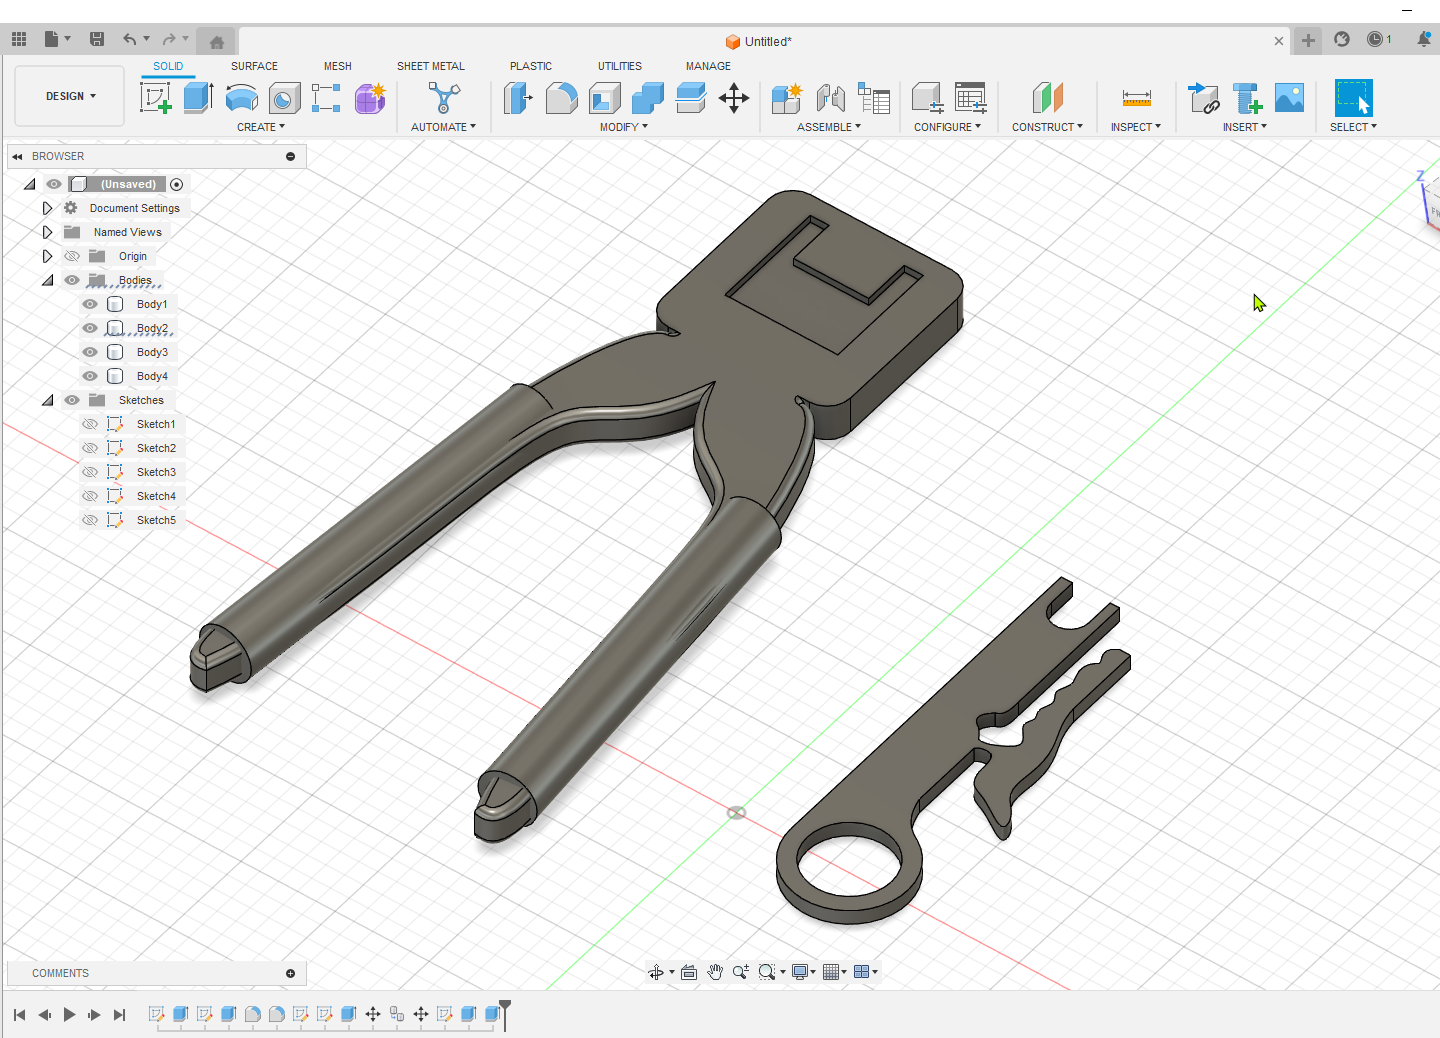 Untitled*
1
DESIGN
SOLID SURFACE MESH SHEET METAL PLASTIC UTILITIES MANAGE
CREATE AUTOMATE MODIFY ASSEMBLE CONFIGURE CONSTRUCT INSPECT INSERT SELECT
BROWSER
(Unsaved)
Document Settings
Named Views
Origin
Bodies
Body1
Body2
Body3
Body4
Sketches
Sketch1
Sketch2
Sketch3
Sketch4
Sketch5
Z
COMMENTS